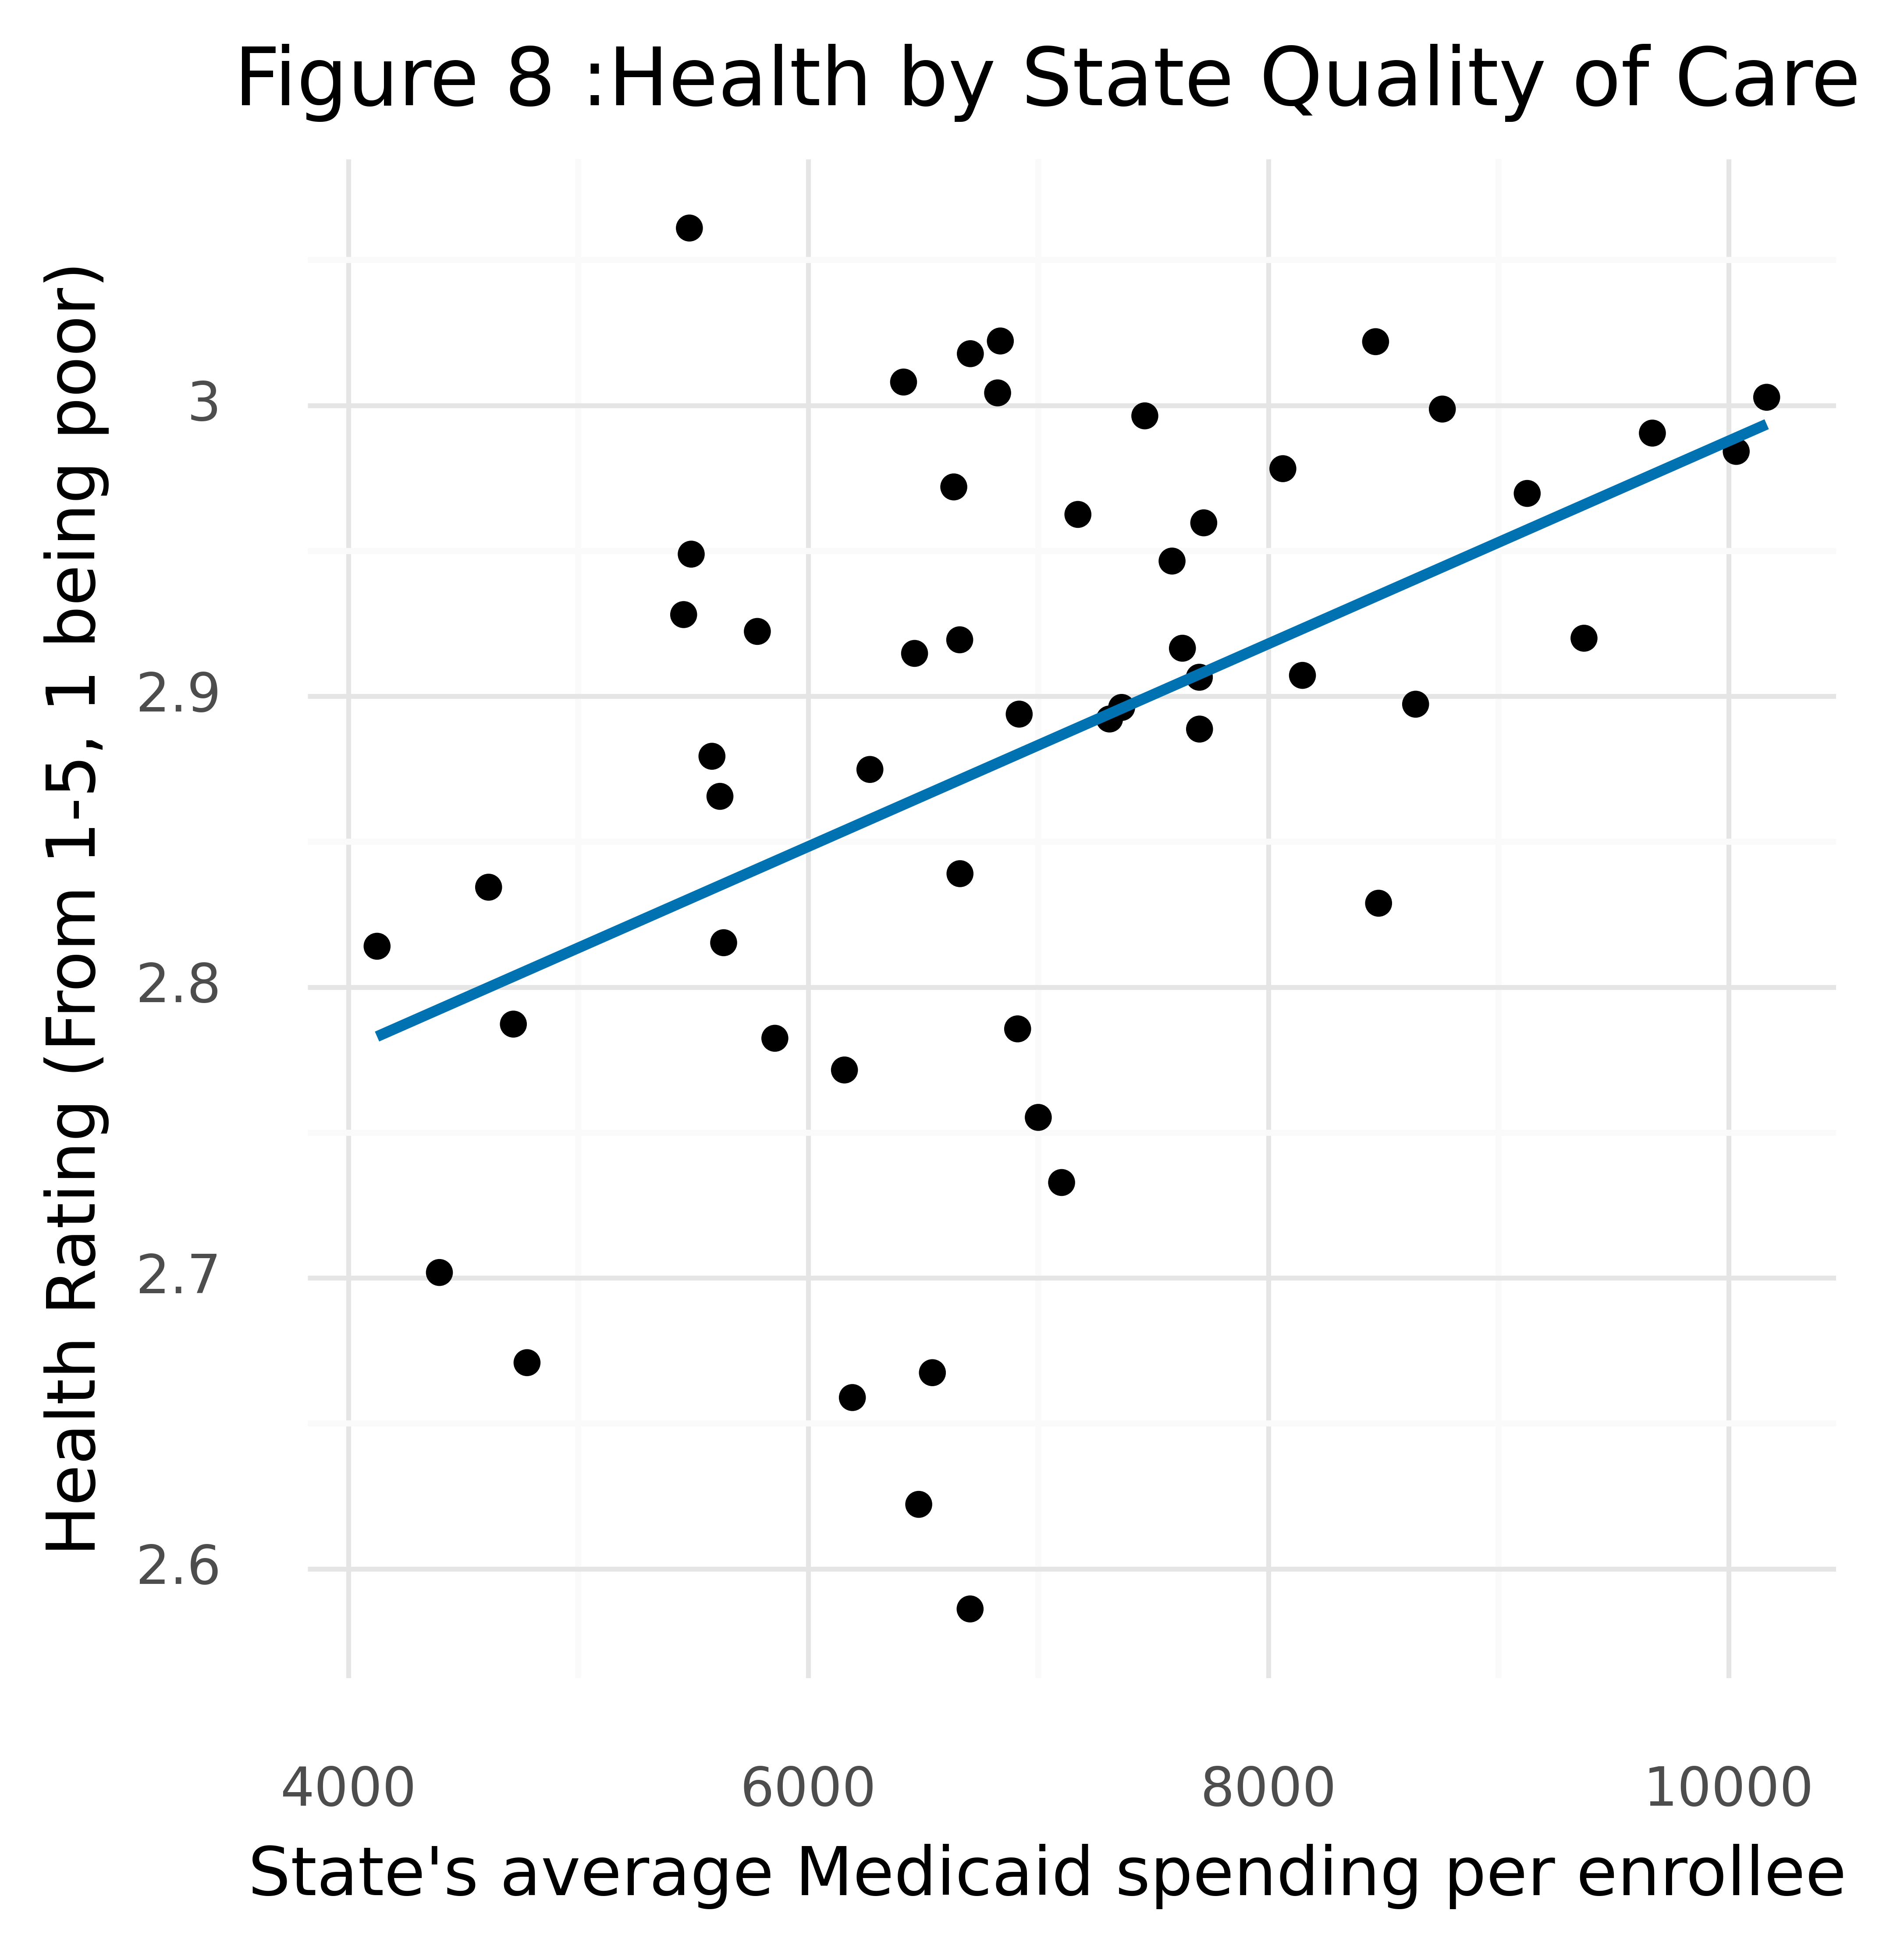 Figure 8 :Health by State Quality of Care
Health Rating (From 1-5, 1 being poor)
3
2.9
2.8
2.7
2.6
4000 6000 8000 10000
State's average Medicaid spending per enrollee